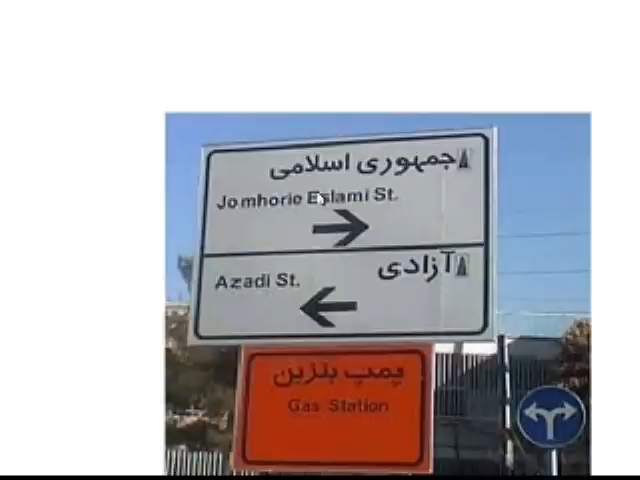 جمهوری اسلامی
Jomhorie Eslami St.
آزادی
Azadi St.
پمپ بنزین
Gas Station